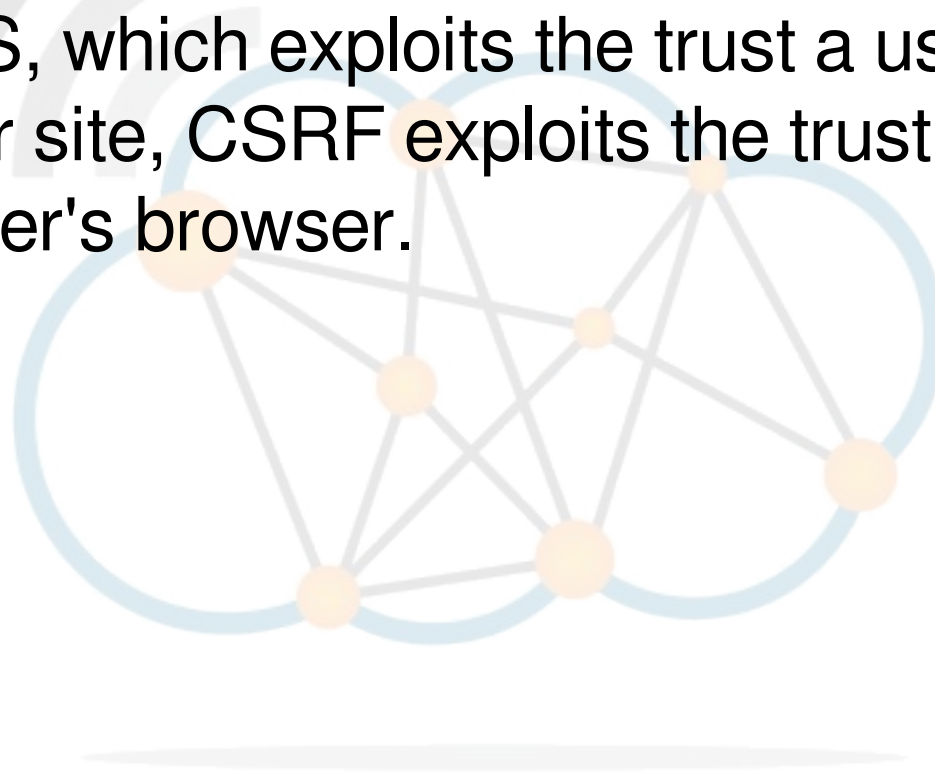 S, which exploits the trust a us
r site, CSRF exploits the trust
er's browser.